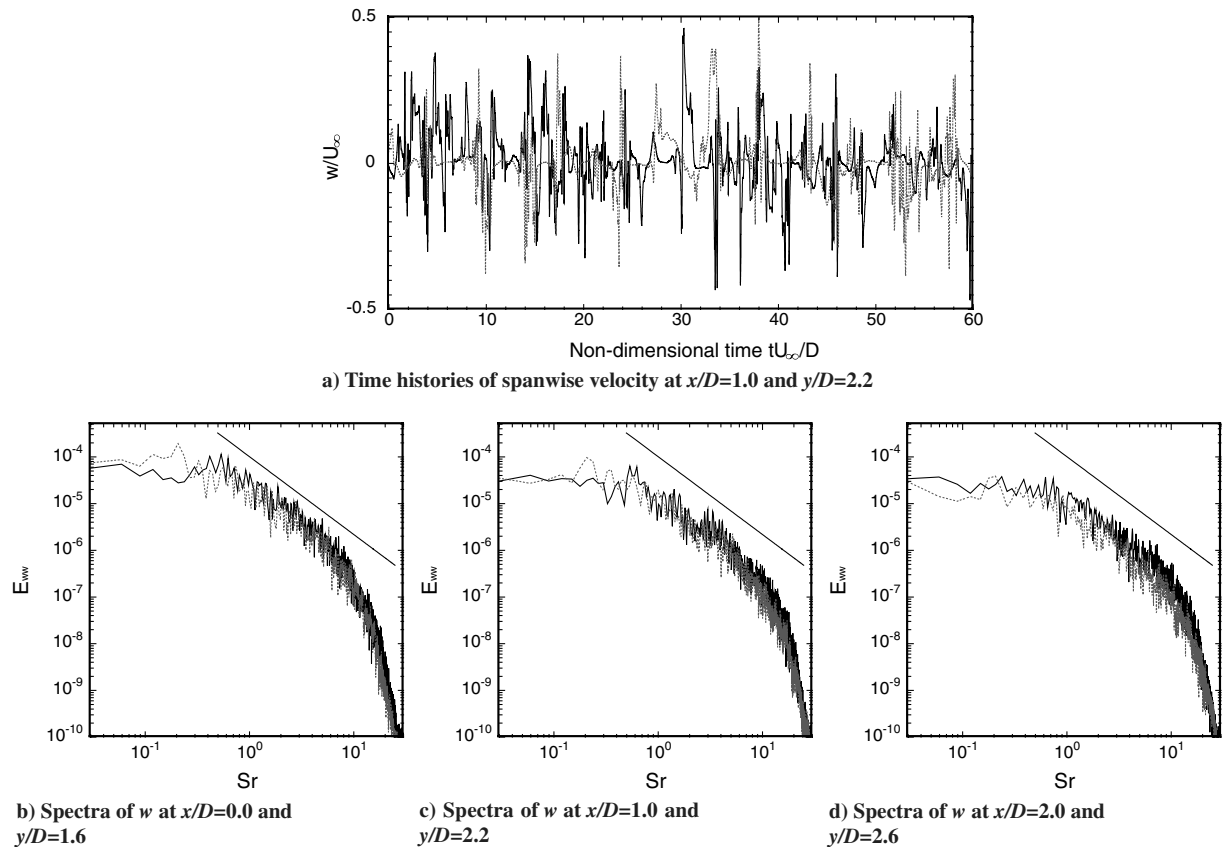 0.5
w/U∞
0
-0.5
0 10 20 30 40 50 60
Non-dimensional time tU∞/D
a) Time histories of spanwise velocity at x/D=1.0 and y/D=2.2
10⁻⁴
10⁻⁵
10⁻⁶
E_ww
10⁻⁷
10⁻⁸
10⁻⁹
10⁻¹⁰
10⁻¹ 10⁰ 10¹
Sr
b) Spectra of w at x/D=0.0 and
y/D=1.6
10⁻⁴
10⁻⁵
10⁻⁶
E_ww
10⁻⁷
10⁻⁸
10⁻⁹
10⁻¹⁰
10⁻¹ 10⁰ 10¹
Sr
c) Spectra of w at x/D=1.0 and
y/D=2.2
10⁻⁴
10⁻⁵
10⁻⁶
E_ww
10⁻⁷
10⁻⁸
10⁻⁹
10⁻¹⁰
10⁻¹ 10⁰ 10¹
Sr
d) Spectra of w at x/D=2.0 and
y/D=2.6